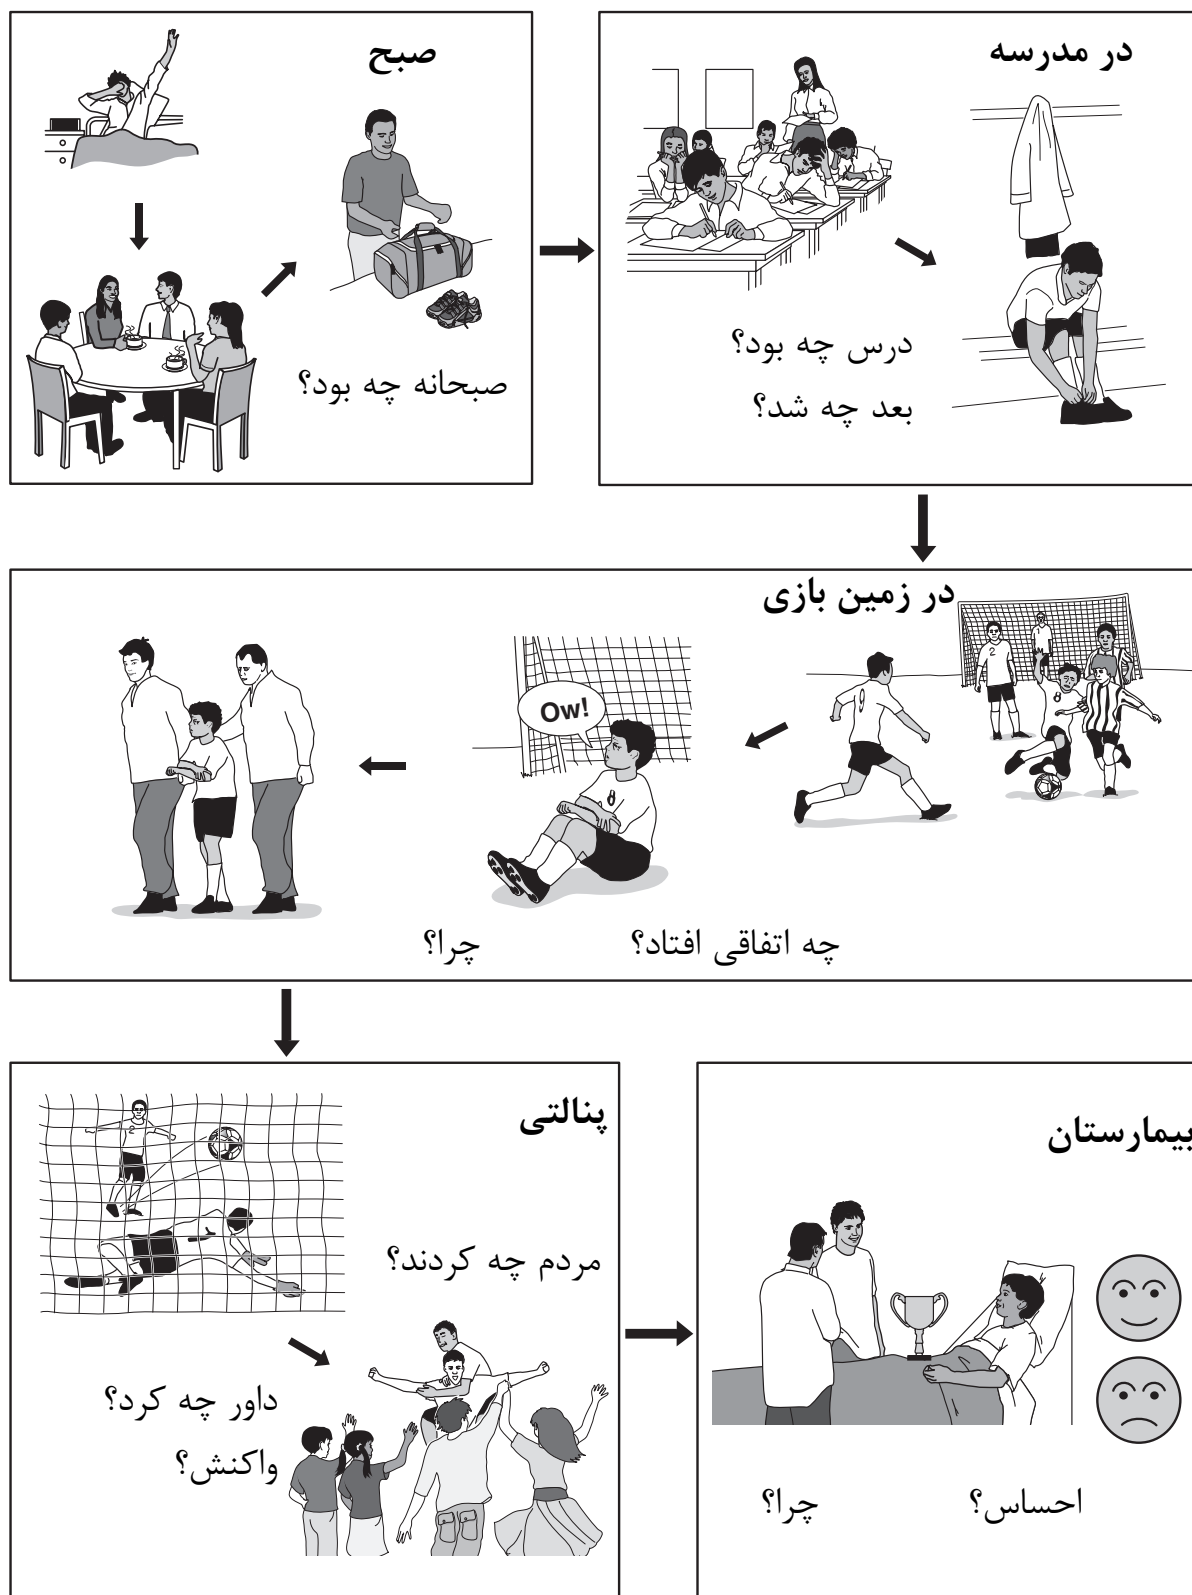 صبح
صبحانه چه بود؟
در مدرسه
درس چه بود؟
بعد چه شد؟
در زمین بازی
Ow!
چه اتفاقی افتاد؟
چرا؟
پنالتی
مردم چه کردند؟
داور چه کرد؟
واکنش؟
بیمارستان
احساس؟
چرا؟